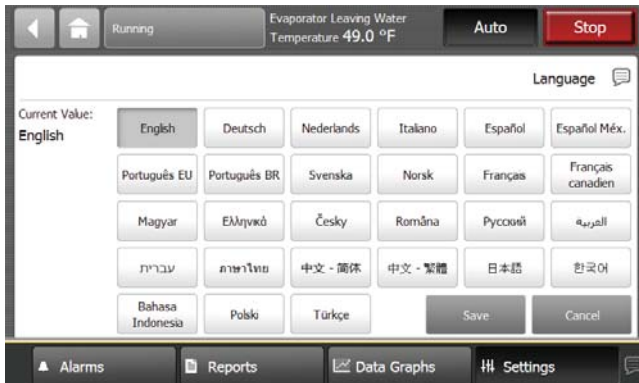 Running
Evaporator Leaving Water
Temperature 49.0 °F
Auto
Stop
Language
Current Value:
English
English
Deutsch
Nederlands
Italiano
Español
Español Méx.
Português EU
Português BR
Svenska
Norsk
Français
Français
canadien
Magyar
Ελληνικά
Česky
Româna
Русский
العربية
עברית
ภาษาไทย
中文 - 简体
中文 - 繁體
日本語
한국어
Bahasa
Indonesia
Polski
Türkçe
Save
Cancel
Alarms
Reports
Data Graphs
Settings